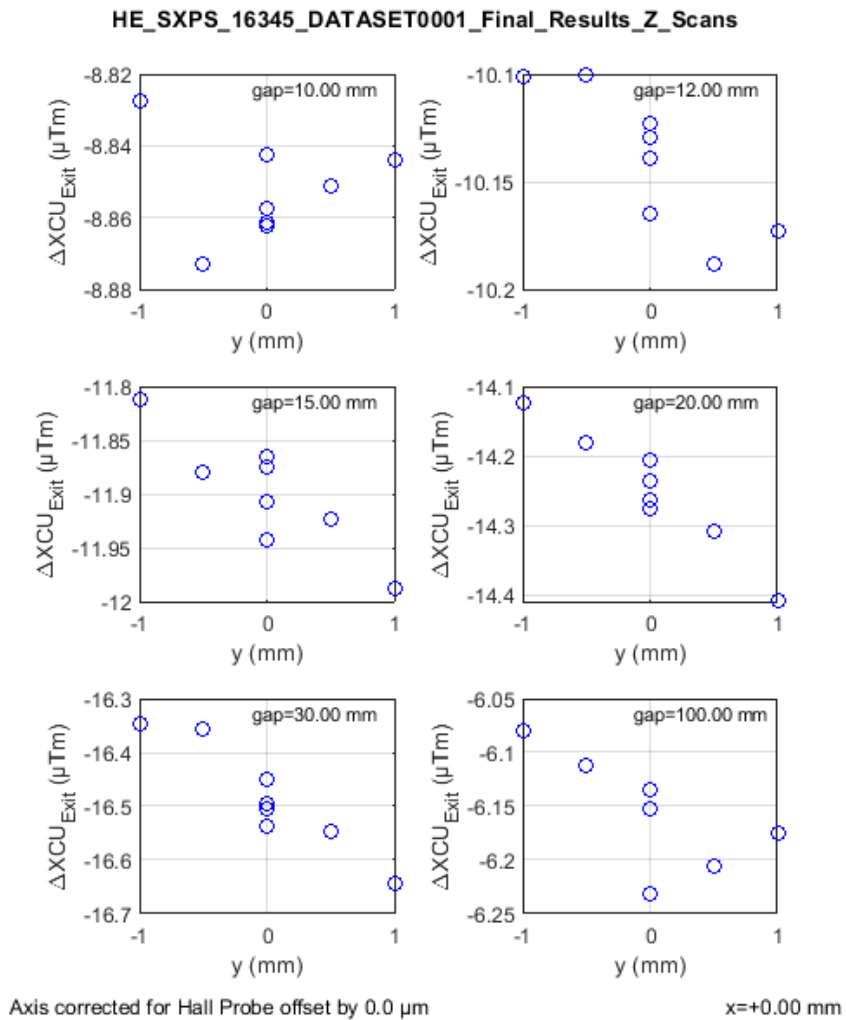 HE_SXPS_16345_DATASET0001_Final_Results_Z_Scans
-8.82
-8.84
-8.86
-8.88
ΔXCU_Exit (µTm)
gap=10.00 mm
-1
0
1
y (mm)
-10.1
-10.15
-10.2
ΔXCU_Exit (µTm)
gap=12.00 mm
-1
0
1
y (mm)
-11.8
-11.85
-11.9
-11.95
-12
ΔXCU_Exit (µTm)
gap=15.00 mm
-1
0
1
y (mm)
-14.1
-14.2
-14.3
-14.4
ΔXCU_Exit (µTm)
gap=20.00 mm
-1
0
1
y (mm)
-16.3
-16.4
-16.5
-16.6
-16.7
ΔXCU_Exit (µTm)
gap=30.00 mm
-1
0
1
y (mm)
-6.05
-6.1
-6.15
-6.2
-6.25
ΔXCU_Exit (µTm)
gap=100.00 mm
-1
0
1
y (mm)
Axis corrected for Hall Probe offset by 0.0 µm
x=+0.00 mm